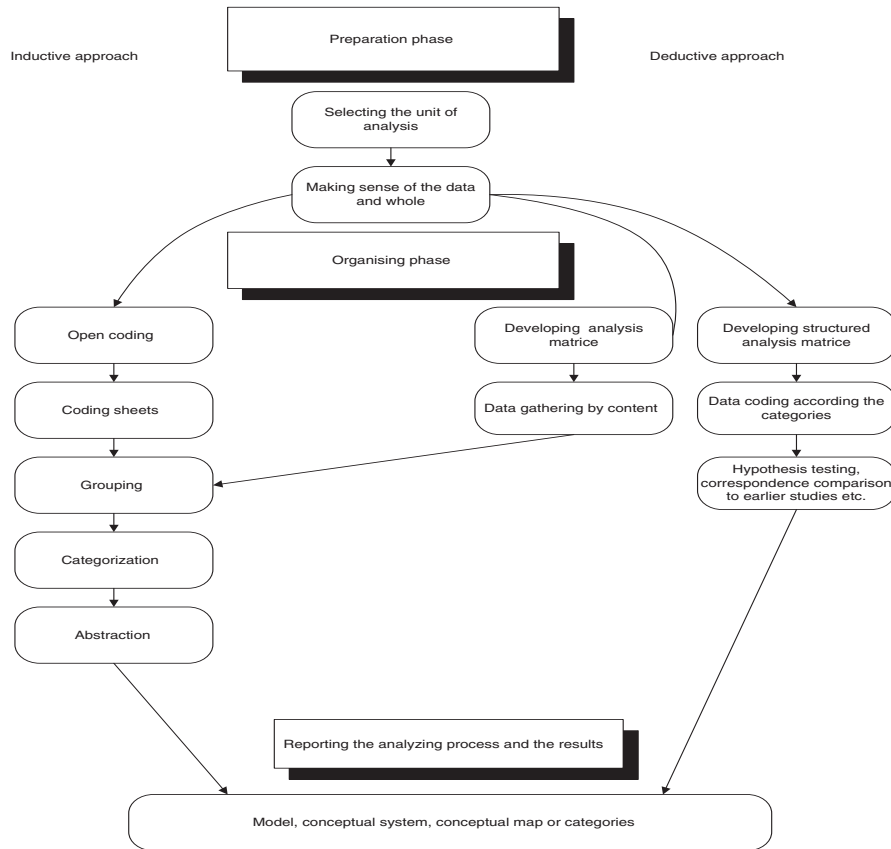 Preparation phase
Inductive approach
Deductive approach
Selecting the unit of
analysis
Making sense of the data
and whole
Organising phase
Open coding
Developing analysis
matrice
Developing structured
analysis matrice
Coding sheets
Data gathering by content
Data coding according the
categories
Grouping
Hypothesis testing,
correspondence comparison
to earlier studies etc.
Categorization
Abstraction
Reporting the analyzing process and the results
Model, conceptual system, conceptual map or categories